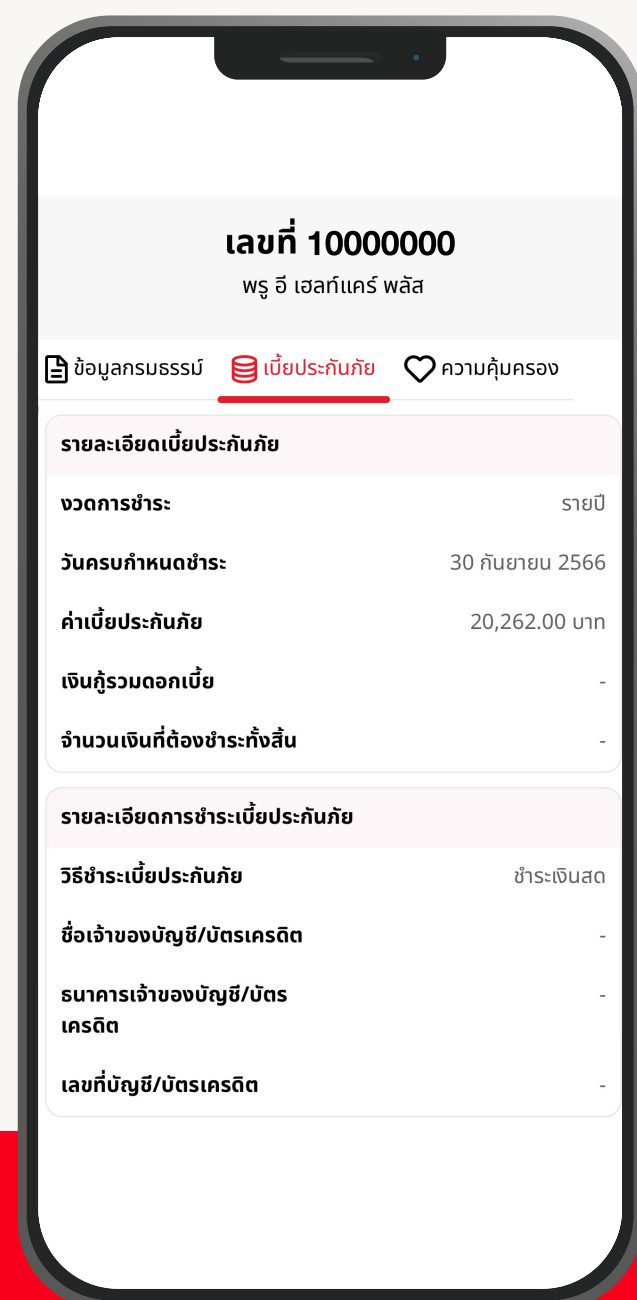 เลขที่ 10000000
พรู อี เฮลท์แคร์ พลัส
ข้อมูลกรมธรรม์ เบี้ยประกันภัย ความคุ้มครอง
รายละเอียดเบี้ยประกันภัย
งวดการชำระ รายปี
วันครบกำหนดชำระ 30 กันยายน 2566
ค่าเบี้ยประกันภัย 20,262.00 บาท
เงินกู้รวมดอกเบี้ย -
จำนวนเงินที่ต้องชำระทั้งสิ้น -
รายละเอียดการชำระเบี้ยประกันภัย
วิธีชำระเบี้ยประกันภัย ชำระเงินสด
ชื่อเจ้าของบัญชี/บัตรเครดิต -
ธนาคารเจ้าของบัญชี/บัตร -
เครดิต
เลขที่บัญชี/บัตรเครดิต -